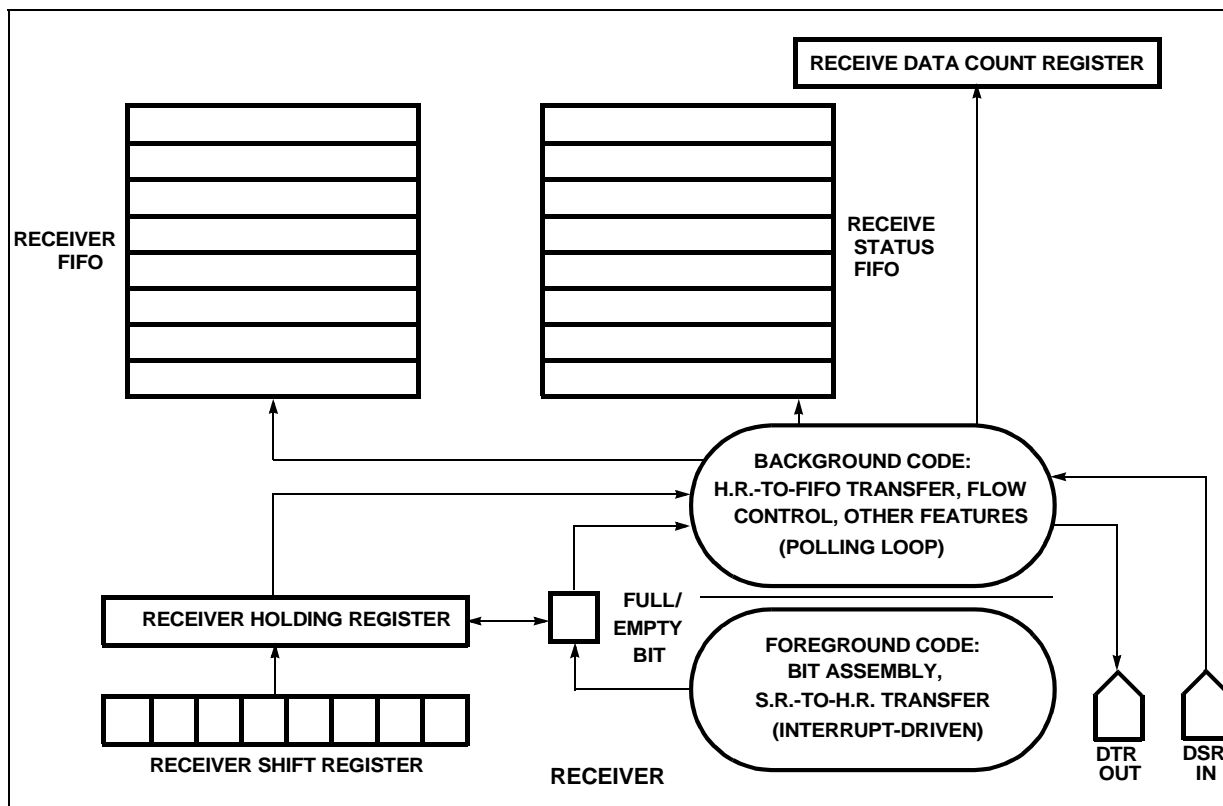 RECEIVE DATA COUNT REGISTER
RECEIVER
FIFO
RECEIVE
STATUS
FIFO
BACKGROUND CODE:
H.R.-TO-FIFO TRANSFER, FLOW
CONTROL, OTHER FEATURES
(POLLING LOOP)
RECEIVER HOLDING REGISTER
FULL/
EMPTY
BIT
FOREGROUND CODE:
BIT ASSEMBLY,
S.R.-TO-H.R. TRANSFER
(INTERRUPT-DRIVEN)
RECEIVER SHIFT REGISTER
RECEIVER
DTR
OUT
DSR
IN